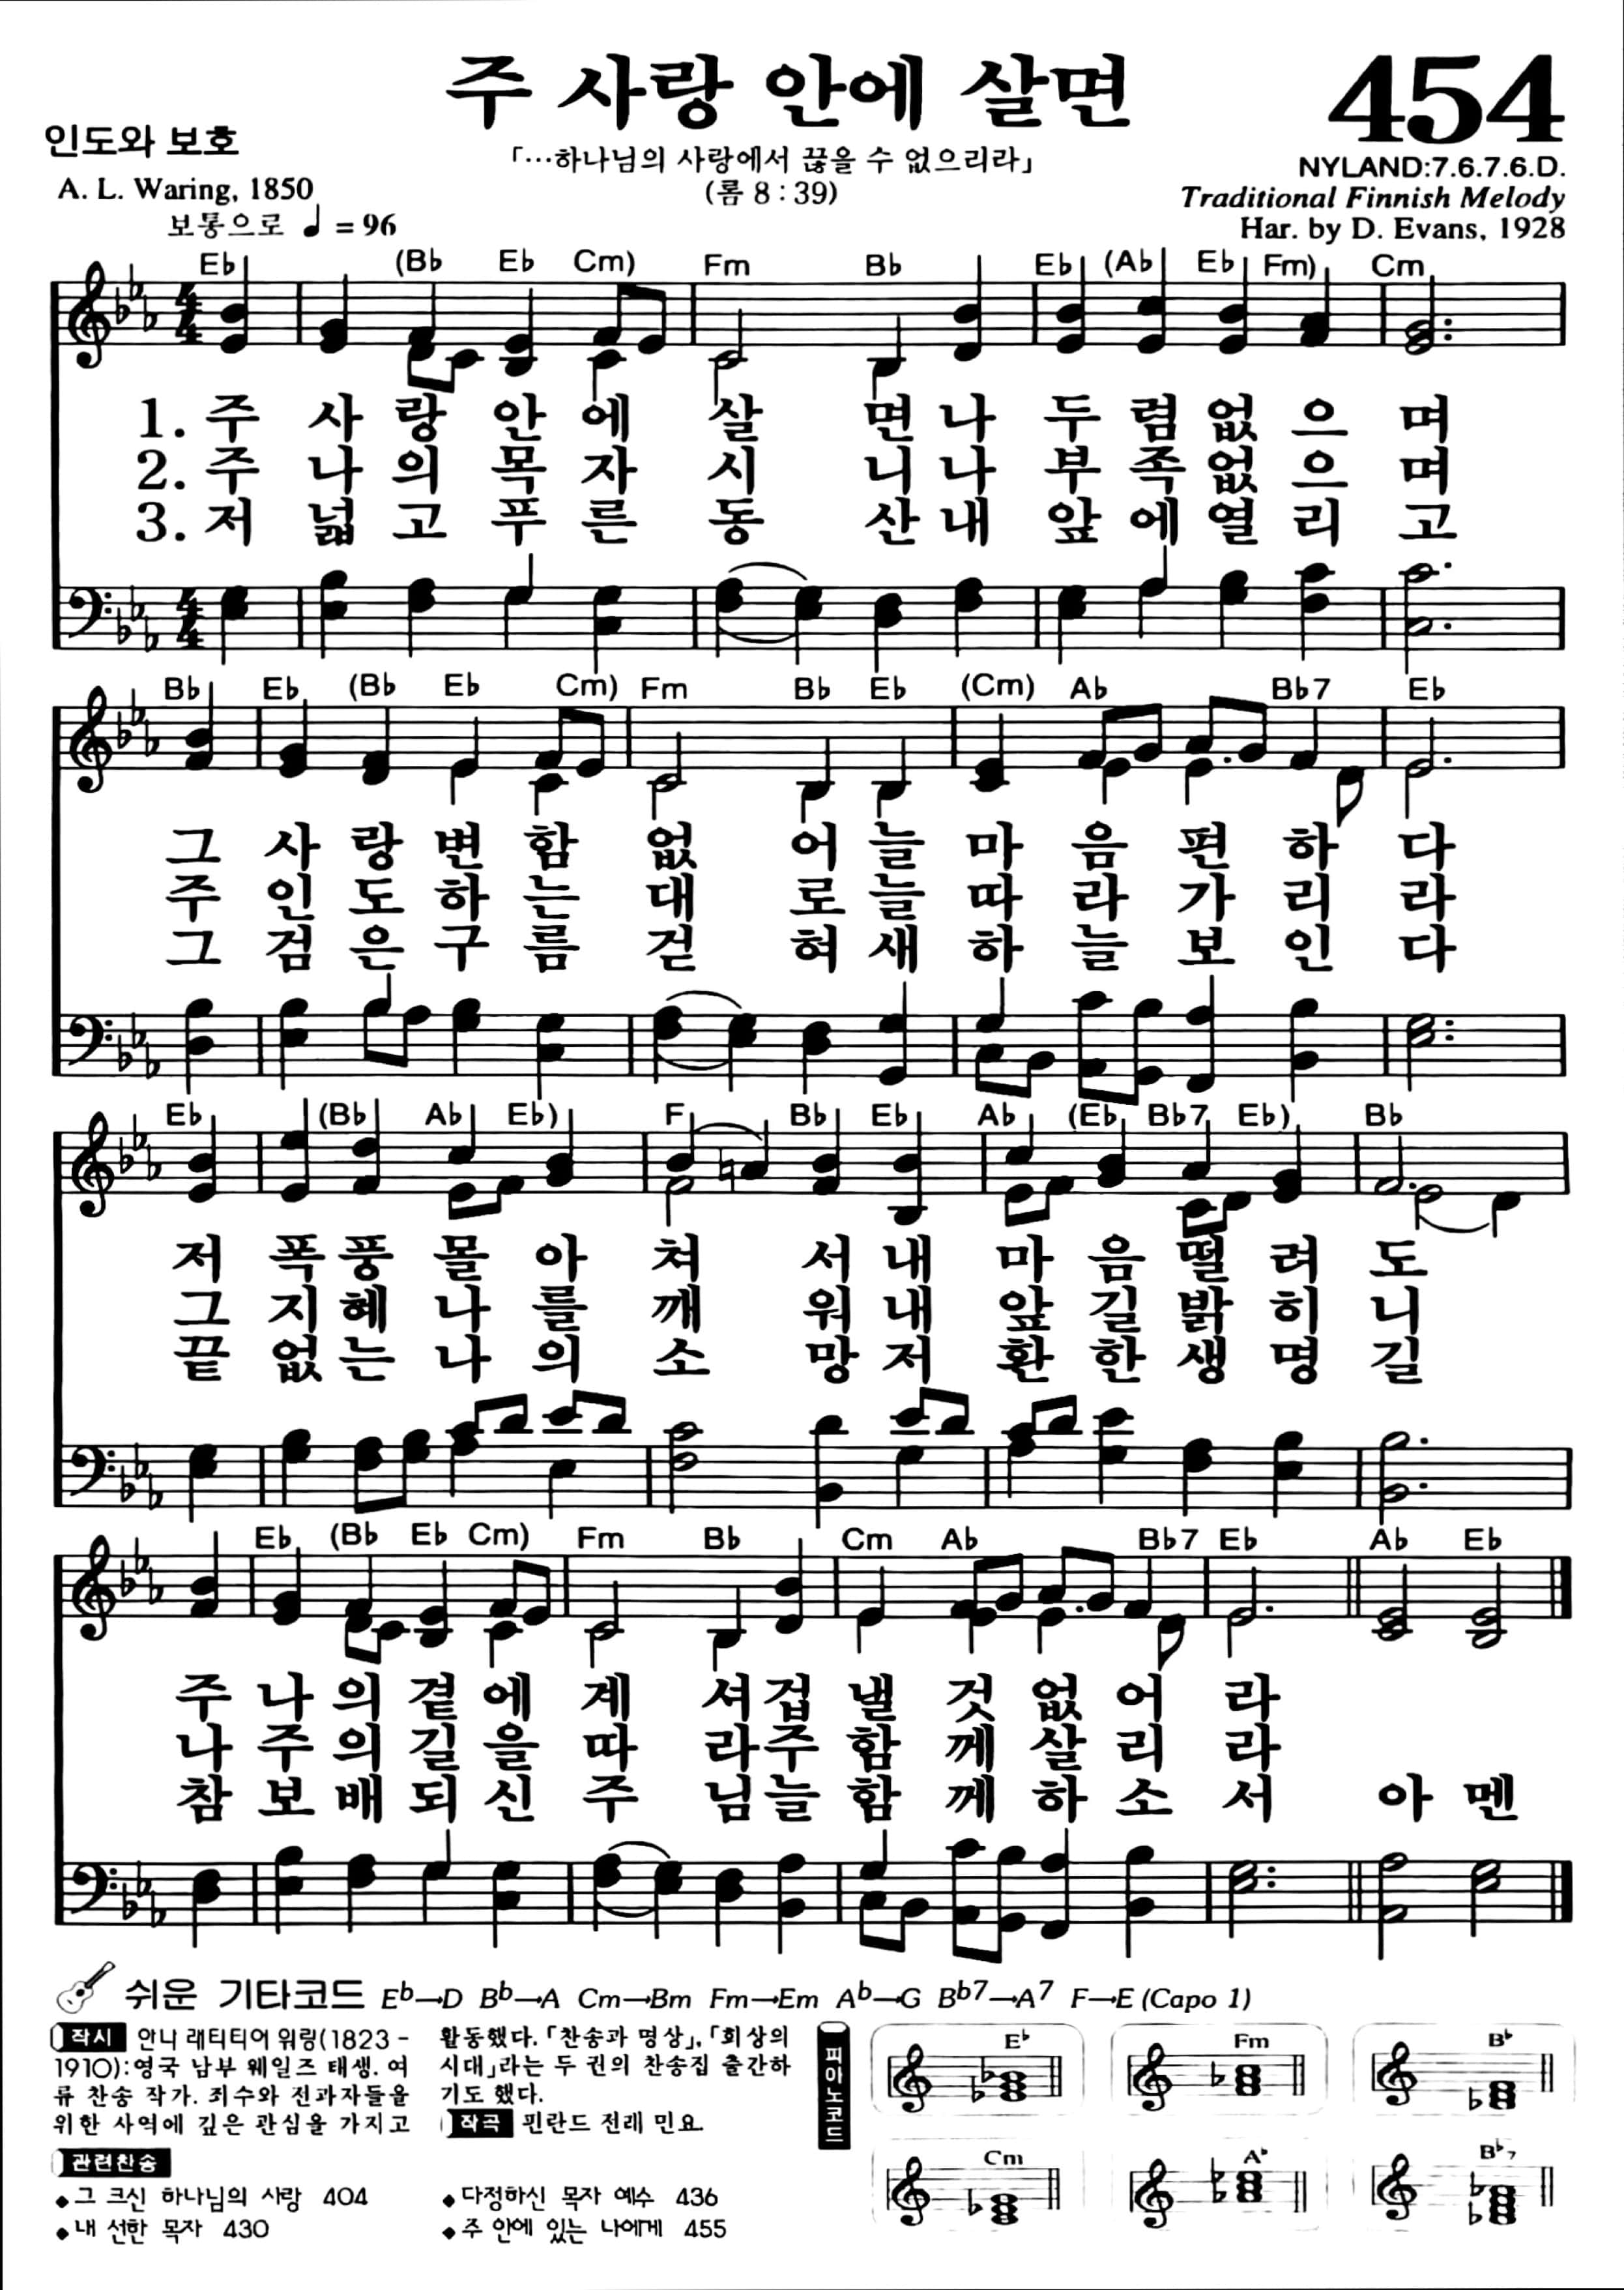 주 사랑 안에 살면
454
인도와 보호
「…하나님의 사랑에서 끊을 수 없으리라」
(롬 8 : 39)
NYLAND:7.6.7.6.D.
A. L. Waring, 1850
Traditional Finnish Melody
보통으로 ♩ = 96
Har. by D. Evans, 1928
Eb (Bb Eb Cm) Fm Bb Eb (Ab Eb Fm) Cm
1. 주 사 랑 안 에 살 면 나 두 렴 없 으 며
2. 주 나 의 목 자 시 니 나 부 족 없 으 며
3. 저 넓 고 푸 른 동 산 내 앞 에 열 리 고
Bb Eb (Bb Eb Cm) Fm Bb Eb (Cm) Ab Bb7 Eb
그 사 랑 변 함 없 어 늘 마 음 편 하 다
주 인 도 하 는 대 로 늘 따 라 가 리 라
그 검 은 구 름 걷 혀 새 하 늘 보 인 다
Eb (Bb Ab Eb) F Bb Eb Ab (Eb Bb7 Eb) Bb
저 폭 풍 몰 아 쳐 서 내 마 음 떨 려 도
그 지 혜 나 를 깨 워 내 앞 길 밝 히 니
끝 없 는 나 의 소 망 저 환 한 생 명 길
Eb (Bb Eb Cm) Fm Bb Cm Ab Bb7 Eb Ab Eb
주 나 의 곁 에 계 셔 겁 낼 것 없 어 라
나 주 의 길 을 따 라 주 함 께 살 리 라
참 보 배 되 신 주 님 늘 함 께 하 소 서 아 멘
쉬운 기타코드 Eb→D Bb→A Cm→Bm Fm→Em Ab→G Bb7→A7 F→E (Capo 1)
작시 안나 래티티어 워링(1823-
1910):영국 남부 웨일즈 태생. 여
류 찬송 작가. 죄수와 전과자들을
위한 사역에 깊은 관심을 가지고
활동했다. 「찬송과 명상」, 「회상의
시대」라는 두 권의 찬송집 출간하
기도 했다.
작곡 핀란드 전래 민요.
관련찬송
◆그 크신 하나님의 사랑 404
◆내 선한 목자 430
◆다정하신 목자 예수 436
◆주 안에 있는 나에게 455
피아노코드
Eb Fm Bb
Cm Ab Bb7